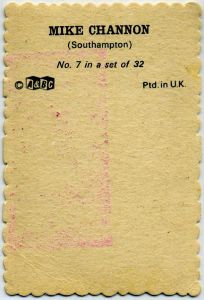 MIKE CHANNON
(Southampton)
No. 7 in a set of 32
© A&BC Ptd. in U.K.